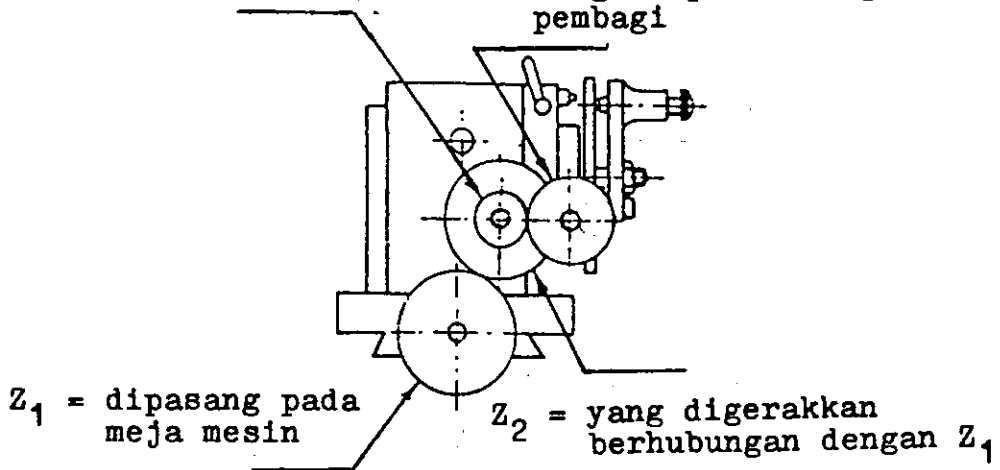 pembagi
Z1 = dipasang pada
meja mesin
Z2 = yang digerakkan
berhubungan dengan Z1